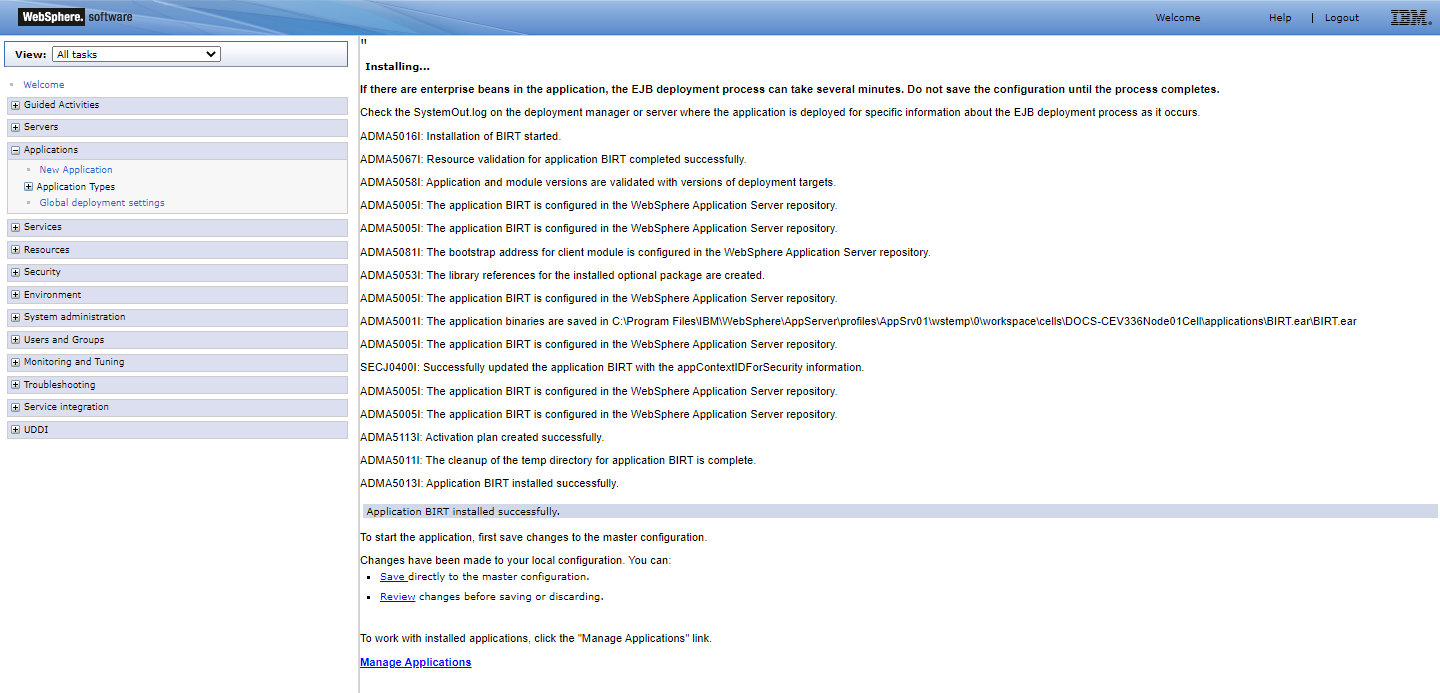 WebSphere. software
Welcome Help | Logout IBM.
View: All tasks
Welcome
Guided Activities
Servers
Applications
New Application
Application Types
Global deployment settings
Services
Resources
Security
Environment
System administration
Users and Groups
Monitoring and Tuning
Troubleshooting
Service integration
UDDI
"
Installing...
If there are enterprise beans in the application, the EJB deployment process can take several minutes. Do not save the configuration until the process completes.
Check the SystemOut.log on the deployment manager or server where the application is deployed for specific information about the EJB deployment process as it occurs.
ADMA5016I: Installation of BIRT started.
ADMA5067I: Resource validation for application BIRT completed successfully.
ADMA5058I: Application and module versions are validated with versions of deployment targets.
ADMA5005I: The application BIRT is configured in the WebSphere Application Server repository.
ADMA5005I: The application BIRT is configured in the WebSphere Application Server repository.
ADMA5081I: The bootstrap address for client module is configured in the WebSphere Application Server repository.
ADMA5053I: The library references for the installed optional package are created.
ADMA5005I: The application BIRT is configured in the WebSphere Application Server repository.
ADMA5001I: The application binaries are saved in C:\Program Files\IBM\WebSphere\AppServer\profiles\AppSrv01\wstemp\0\workspace\cells\DOCS-CEV336Node01Cell\applications\BIRT.ear\BIRT.ear
ADMA5005I: The application BIRT is configured in the WebSphere Application Server repository.
SECJ0400I: Successfully updated the application BIRT with the appContextIDForSecurity information.
ADMA5005I: The application BIRT is configured in the WebSphere Application Server repository.
ADMA5005I: The application BIRT is configured in the WebSphere Application Server repository.
ADMA5113I: Activation plan created successfully.
ADMA5011I: The cleanup of the temp directory for application BIRT is complete.
ADMA5013I: Application BIRT installed successfully.
Application BIRT installed successfully.
To start the application, first save changes to the master configuration.
Changes have been made to your local configuration. You can:
Save directly to the master configuration.
Review changes before saving or discarding.
To work with installed applications, click the "Manage Applications" link.
Manage Applications